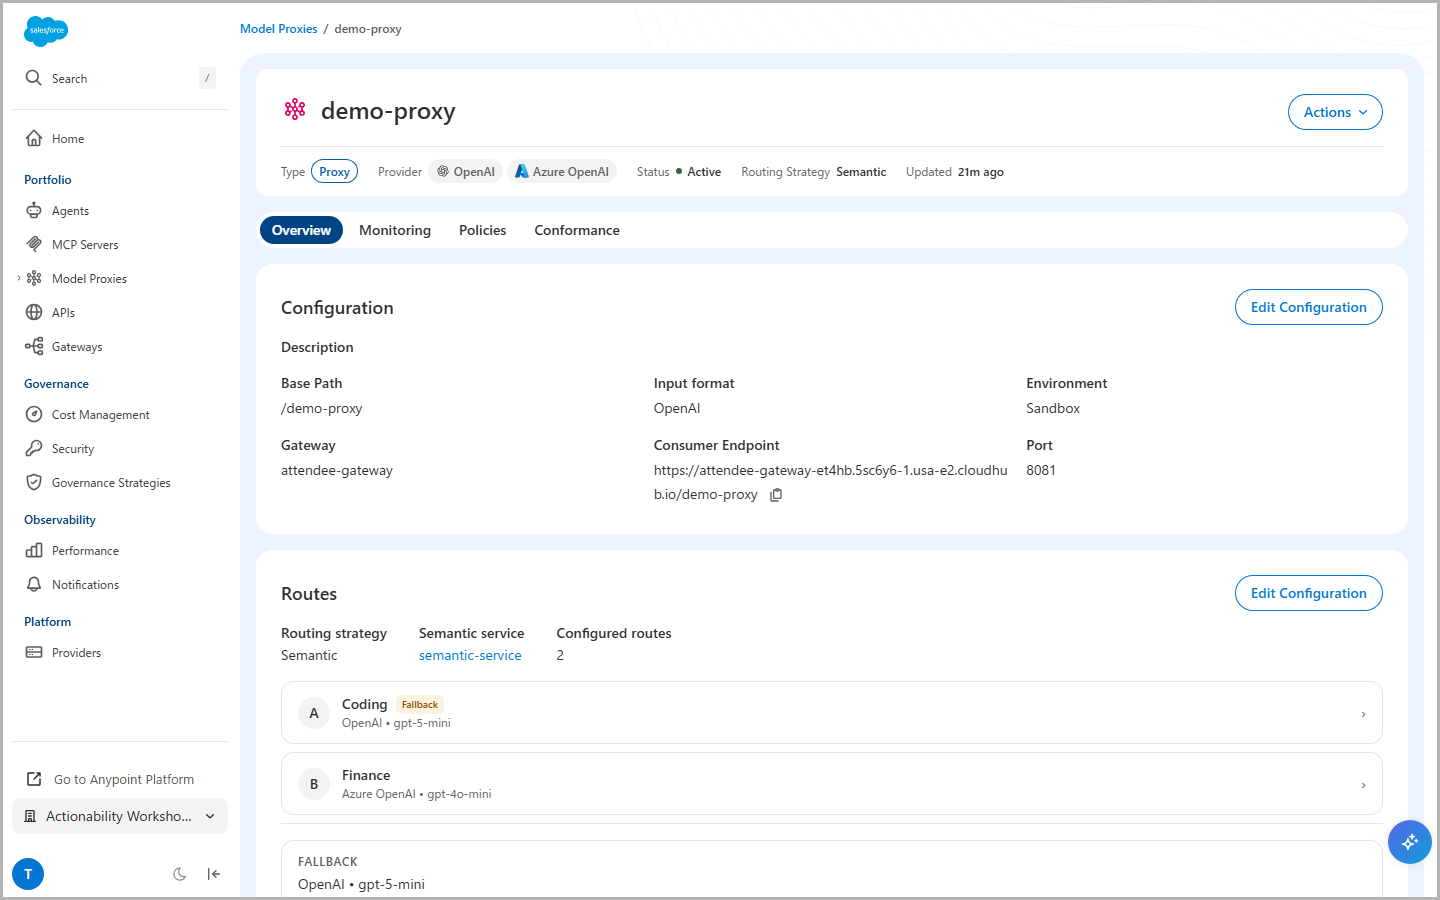 salesforce
Model Proxies / demo-proxy
Search /
Home
Portfolio
Agents
MCP Servers
Model Proxies
APIs
Gateways
Governance
Cost Management
Security
Governance Strategies
Observability
Performance
Notifications
Platform
Providers
Go to Anypoint Platform
Actionability Worksho...
T
demo-proxy
Actions
Type Proxy Provider OpenAI Azure OpenAI Status Active Routing Strategy Semantic Updated 21m ago
Overview Monitoring Policies Conformance
Configuration
Edit Configuration
Description
Base Path
/demo-proxy
Input format
OpenAI
Environment
Sandbox
Gateway
attendee-gateway
Consumer Endpoint
https://attendee-gateway-et4hb.5sc6y6-1.usa-e2.cloudhu
b.io/demo-proxy
Port
8081
Routes
Edit Configuration
Routing strategy
Semantic
Semantic service
semantic-service
Configured routes
2
A
Coding Fallback
OpenAI • gpt-5-mini
B
Finance
Azure OpenAI • gpt-4o-mini
FALLBACK
OpenAI • gpt-5-mini